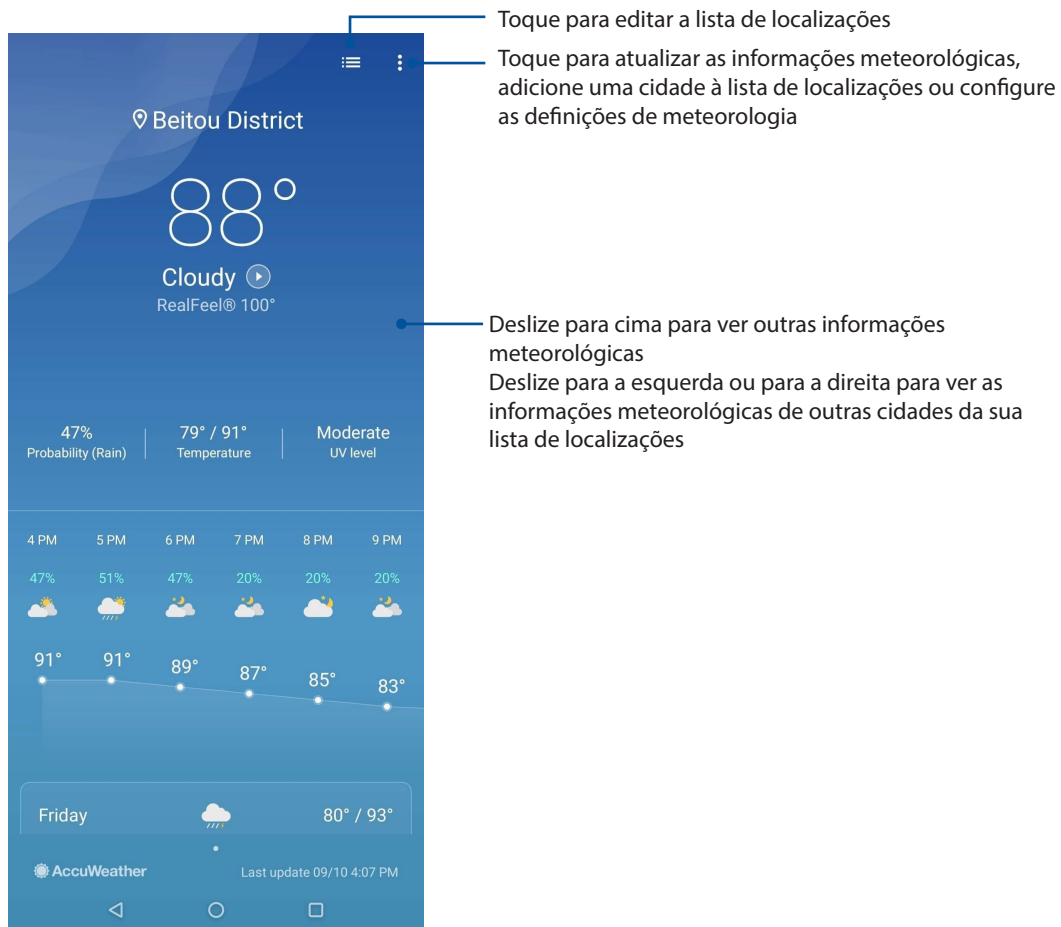 Toque para editar a lista de localizações
Toque para atualizar as informações meteorológicas,
adicione uma cidade à lista de localizações ou configure
as definições de meteorologia
Beitou District
88°
Cloudy
RealFeel® 100°
Deslize para cima para ver outras informações
meteorológicas
Deslize para a esquerda ou para a direita para ver as
informações meteorológicas de outras cidades da sua
lista de localizações
47% 79° / 91° Moderate
Probability (Rain) Temperature UV level
4 PM 5 PM 6 PM 7 PM 8 PM 9 PM
47% 51% 47% 20% 20% 20%
91° 91° 89° 87° 85° 83°
Friday 80° / 93°
AccuWeather Last update 09/10 4:07 PM